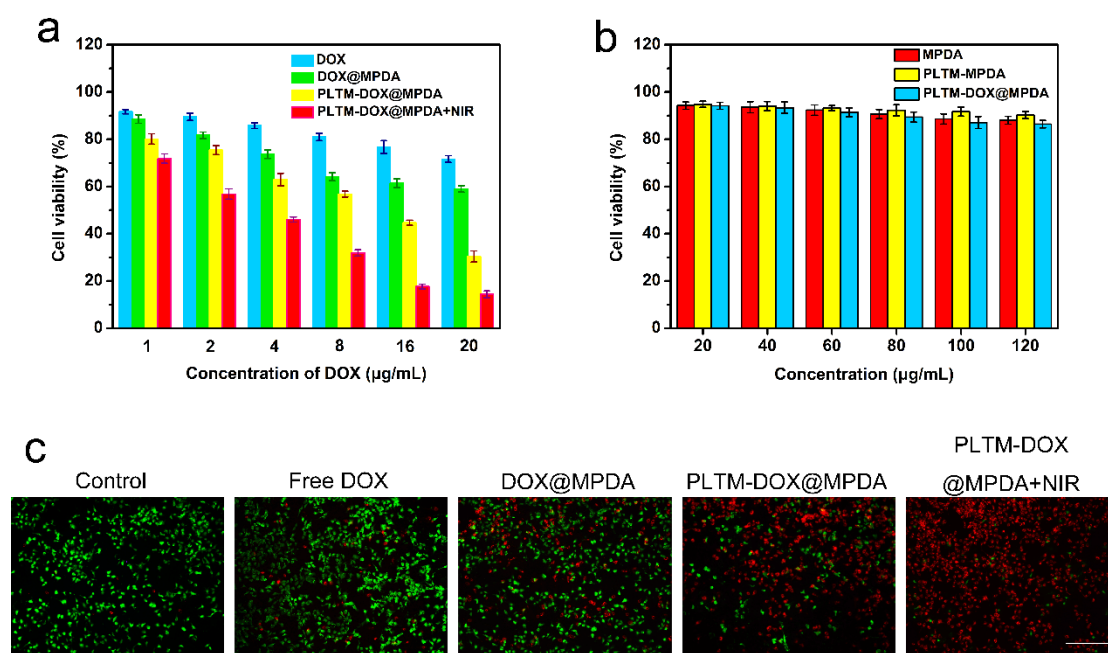 a
120
100
80
60
40
20
0
Cell viability (%)
DOX
DOX@MPDA
PLTM-DOX@MPDA
PLTM-DOX@MPDA+NIR
1 2 4 8 16 20
Concentration of DOX (μg/mL)
b
120
100
80
60
40
20
0
Cell viability (%)
MPDA
PLTM-MPDA
PLTM-DOX@MPDA
20 40 60 80 100 120
Concentration (μg/mL)
c
Control
Free DOX
DOX@MPDA
PLTM-DOX@MPDA
PLTM-DOX
@MPDA+NIR